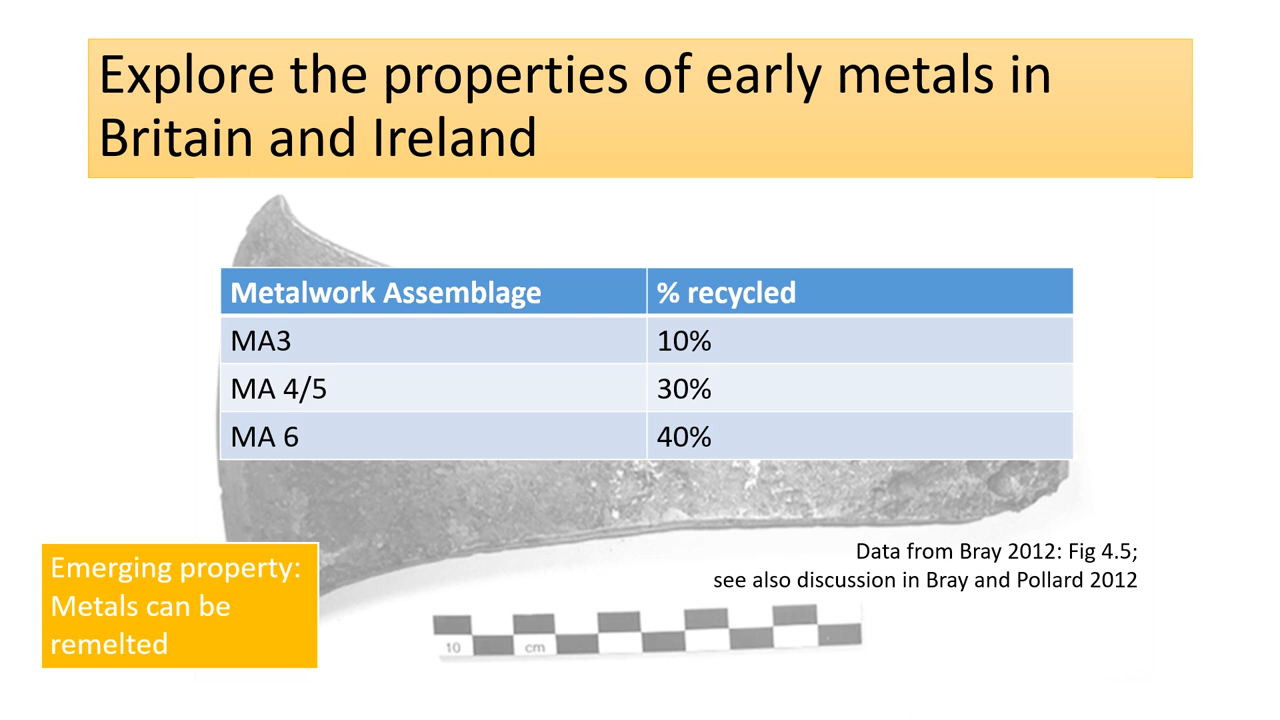 Explore the properties of early metals in
Britain and Ireland
Metalwork Assemblage % recycled
MA3 10%
MA 4/5 30%
MA 6 40%
Data from Bray 2012: Fig 4.5;
see also discussion in Bray and Pollard 2012
Emerging property:
Metals can be
remelted
10 cm